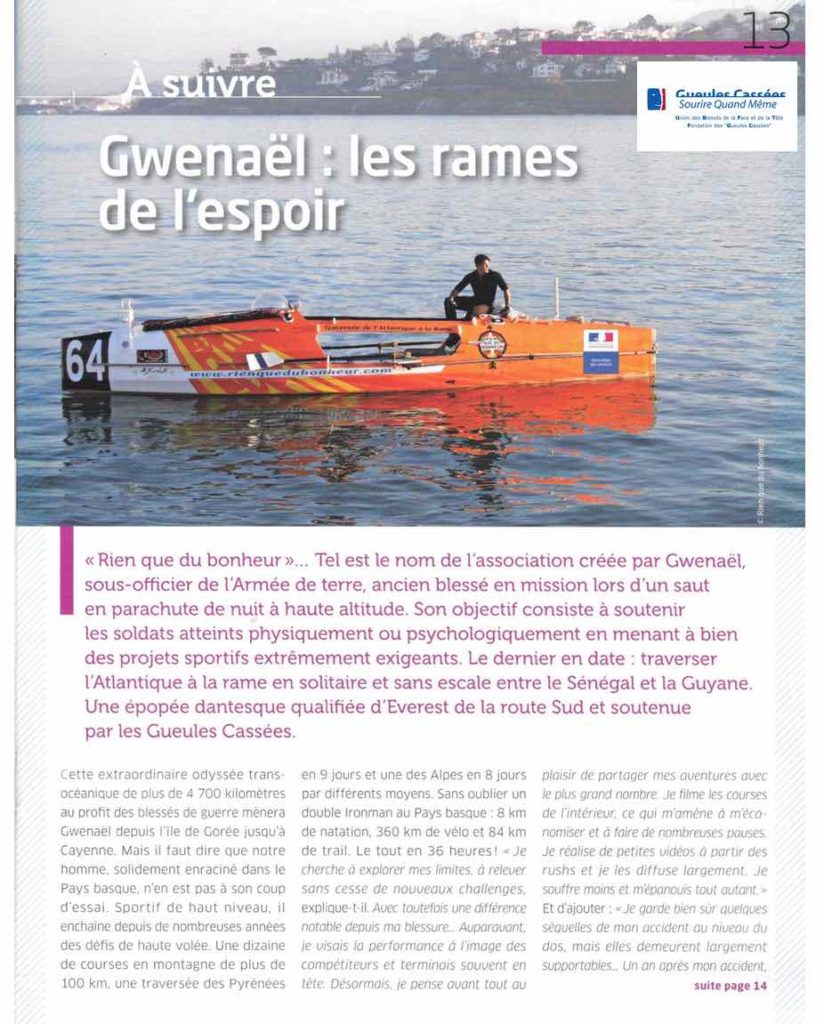 13
À suivre
Gueules Cassées
Sourire Quand Même
Union des Blessés de la Face et de la Tête
Fondation des "Gueules Cassées"
Gwenaël : les rames
de l'espoir
Traversée de l'Atlantique à la Rame
64
www.rienquedubonheur.com
© Rien que du bonheur
« Rien que du bonheur »... Tel est le nom de l'association créée par Gwenaël,
sous-officier de l'Armée de terre, ancien blessé en mission lors d'un saut
en parachute de nuit à haute altitude. Son objectif consiste à soutenir
les soldats atteints physiquement ou psychologiquement en menant à bien
des projets sportifs extrêmement exigeants. Le dernier en date : traverser
l'Atlantique à la rame en solitaire et sans escale entre le Sénégal et la Guyane.
Une épopée dantesque qualifiée d'Everest de la route Sud et soutenue
par les Gueules Cassées.
Cette extraordinaire odyssée trans-
océanique de plus de 4 700 kilomètres
au profit des blessés de guerre mènera
Gwenaël depuis l'île de Gorée jusqu'à
Cayenne. Mais il faut dire que notre
homme, solidement enraciné dans le
Pays basque, n'en est pas à son coup
d'essai. Sportif de haut niveau, il
enchaîne depuis de nombreuses années
des défis de haute volée. Une dizaine
de courses en montagne de plus de
100 km, une traversée des Pyrénées
en 9 jours et une des Alpes en 8 jours
par différents moyens. Sans oublier un
double Ironman au Pays basque : 8 km
de natation, 360 km de vélo et 84 km
de trail. Le tout en 36 heures ! « Je
cherche à explorer mes limites, à relever
sans cesse de nouveaux challenges,
explique-t-il. Avec toutefois une différence
notable depuis ma blessure... Auparavant,
je visais la performance à l'image des
compétiteurs et terminais souvent en
tête. Désormais, je pense avant tout au
plaisir de partager mes aventures avec
le plus grand nombre. Je filme les courses
de l'intérieur, ce qui m'amène à m'éco-
nomiser et à faire de nombreuses pauses.
Je réalise de petites vidéos à partir des
rushs et je les diffuse largement. Je
souffre moins et m'épanouis tout autant. »
Et d'ajouter : « Je garde bien sûr quelques
séquelles de mon accident au niveau du
dos, mais elles demeurent largement
supportables... Un an après mon accident,
suite page 14